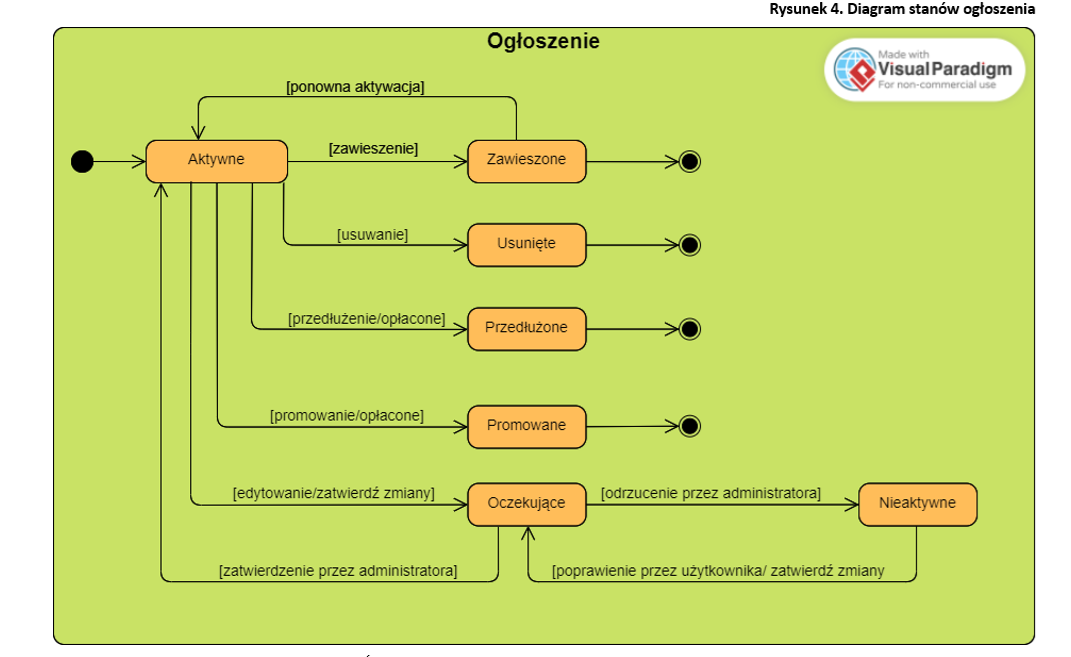 Rysunek 4. Diagram stanów ogłoszenia
Ogłoszenie
Made with
Visual Paradigm
For non-commercial use
[ponowna aktywacja]
Aktywne
[zawieszenie]
Zawieszone
[usuwanie]
Usunięte
[przedłużenie/opłacone]
Przedłużone
[promowanie/opłacone]
Promowane
[edytowanie/zatwierdź zmiany]
Oczekujące
[odrzucenie przez administratora]
Nieaktywne
[zatwierdzenie przez administratora]
[poprawienie przez użytkownika/ zatwierdź zmiany